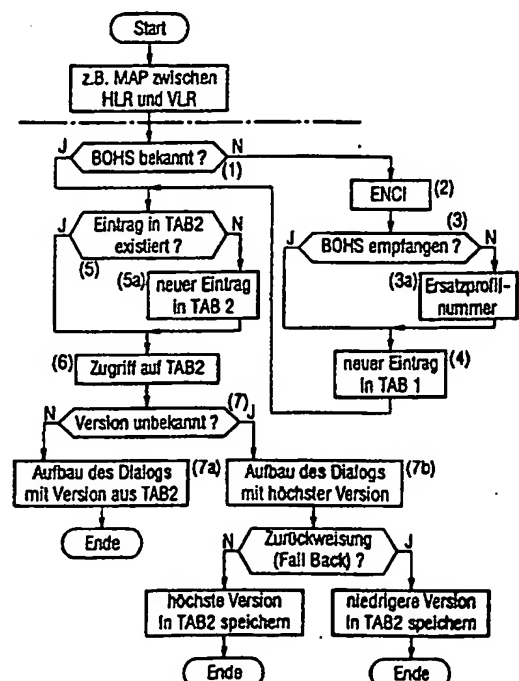 Start
z.B. MAP zwischen
HLR und VLR
J BOHS bekannt ? N
(1)
ENCI (2)
(3)
Eintrag in TAB2
existiert ?
J N
(5)
J BOHS empfangen ? N
(5a) neuer Eintrag
in TAB 2
(3a) Ersatzprofil-
nummer
(6) Zugriff auf TAB2
neuer Eintrag
in TAB 1
(4)
N Version unbekannt ? J
(7)
Aufbau des Dialogs
mit Version aus TAB2
(7a)
Aufbau des Dialogs
mit höchster Version
(7b)
Ende
N Zurückweisung J
(Fall Back) ?
höchste Version
in TAB2 speichern
niedrigere Version
in TAB2 speichern
Ende
Ende